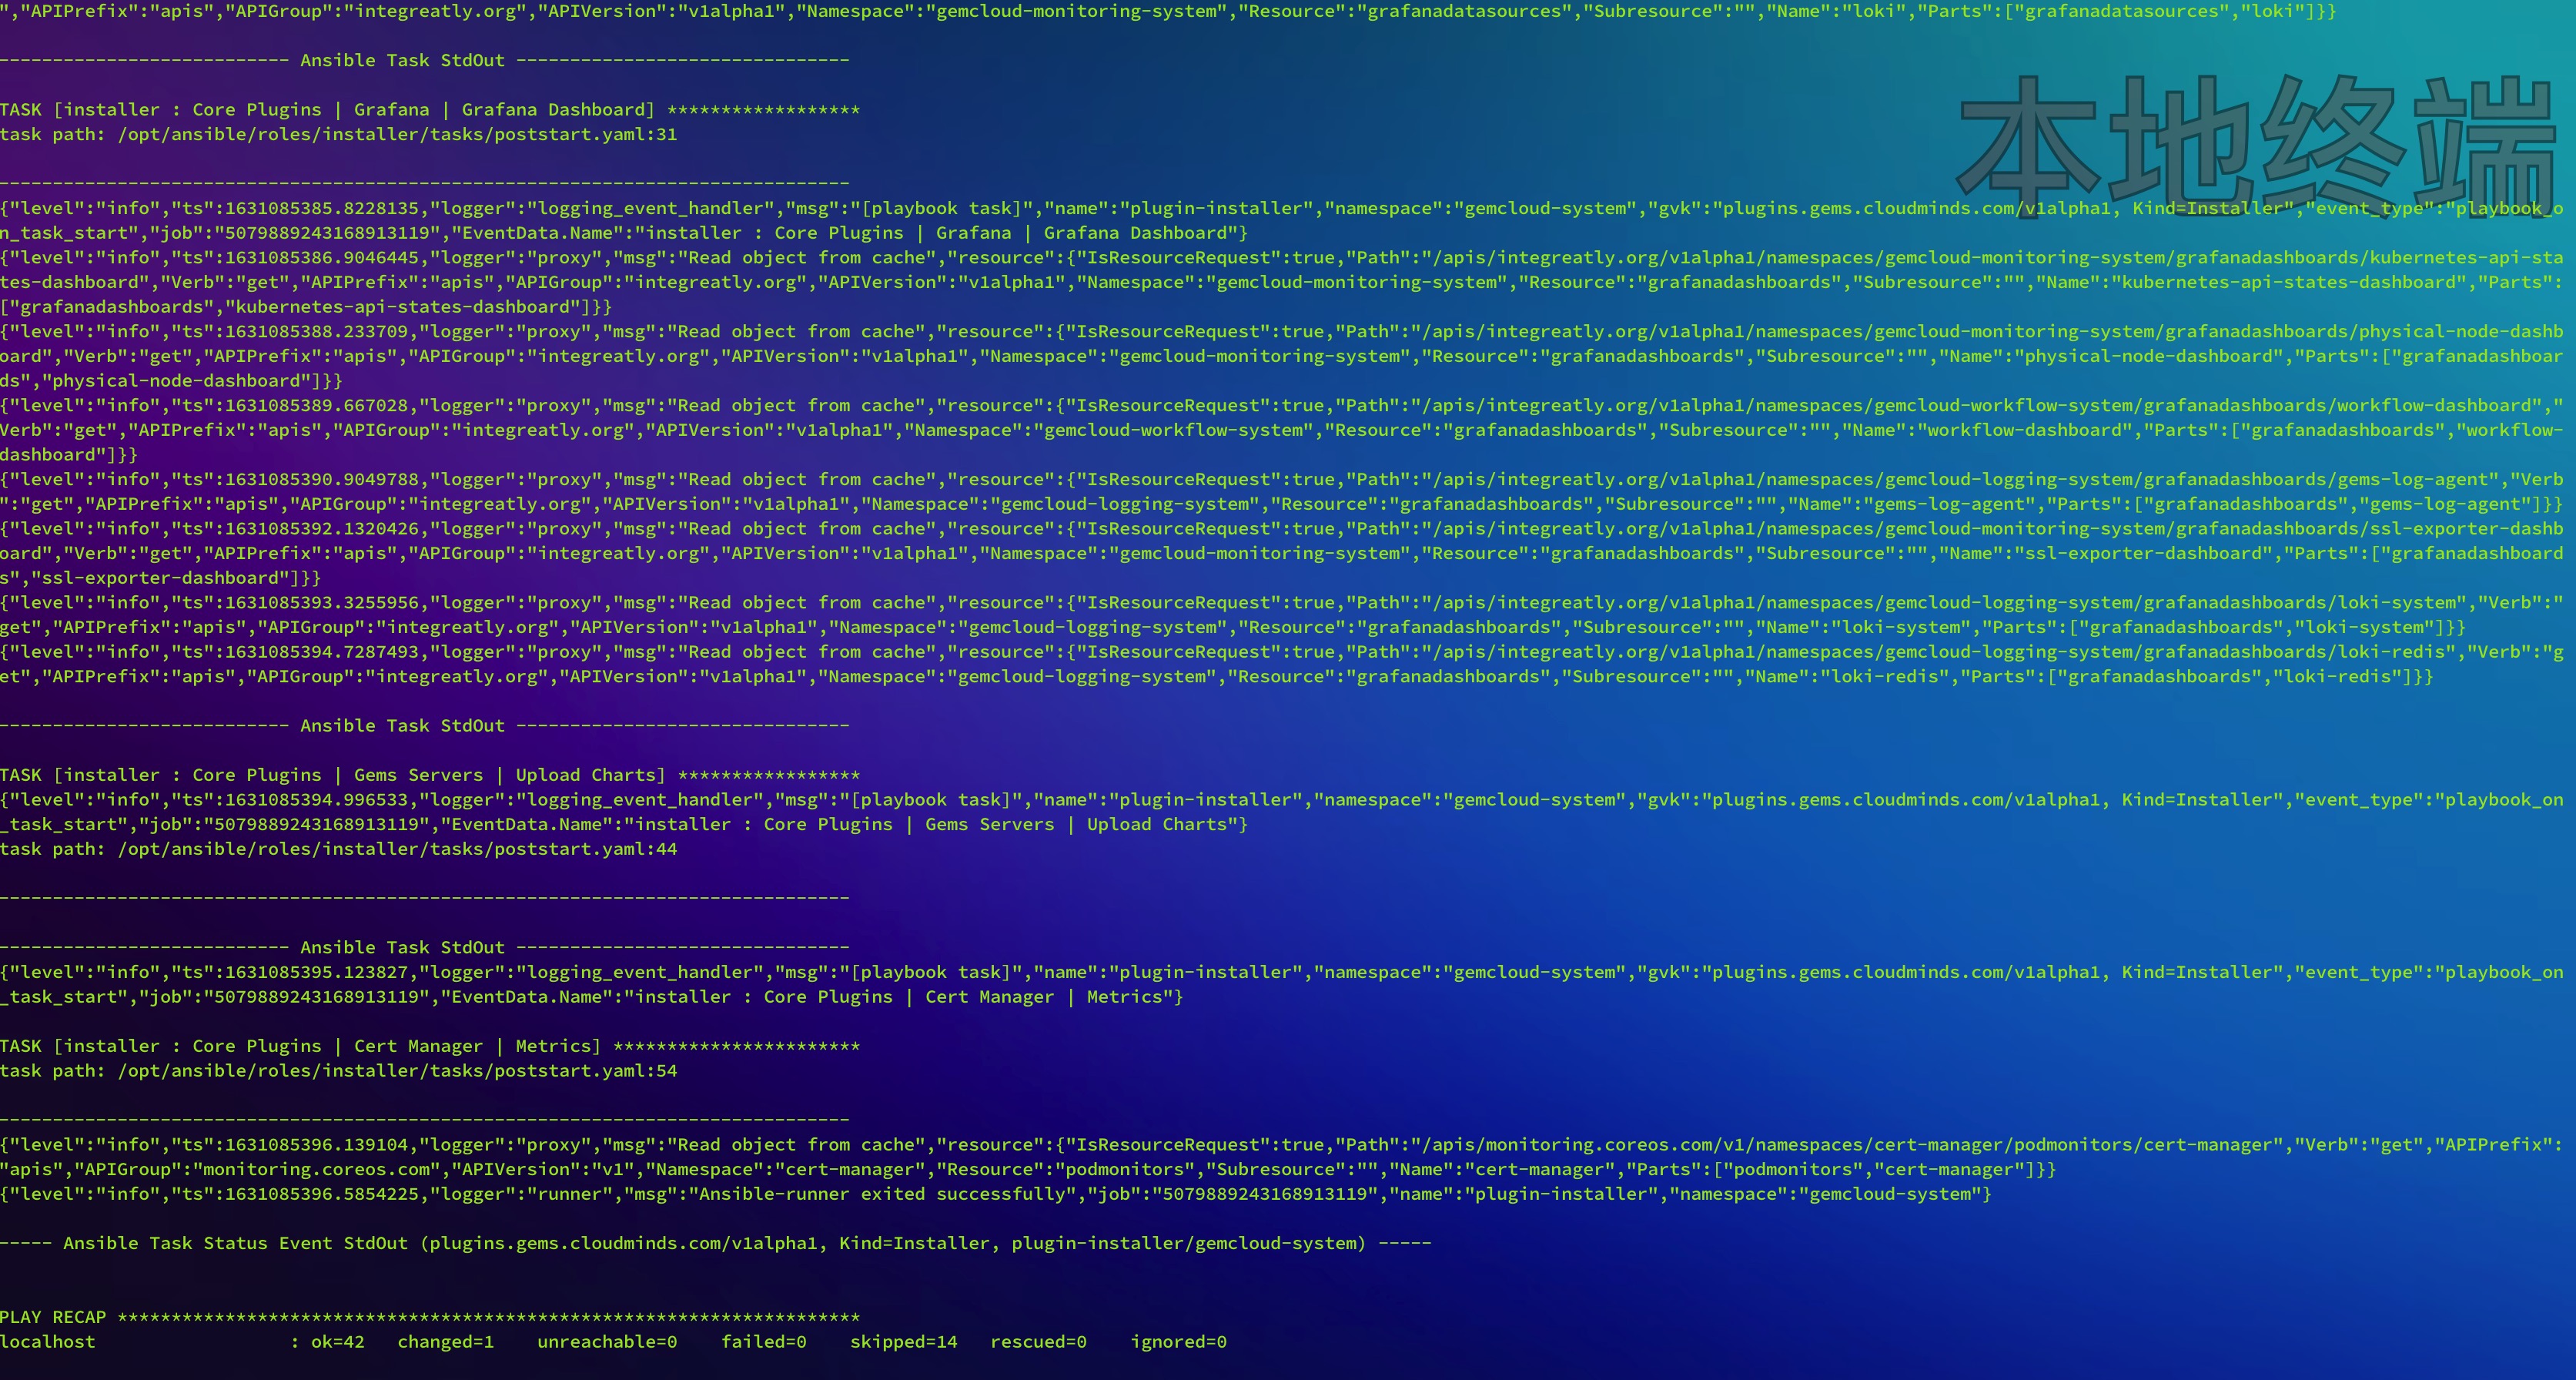 ","APIPrefix":"apis","APIGroup":"integreatly.org","APIVersion":"v1alpha1","Namespace":"gemcloud-monitoring-system","Resource":"grafanadatasources","Subresource":"","Name":"loki","Parts":["grafanadatasources","loki"]}}
--------------------------- Ansible Task StdOut -------------------------------
本地终端
TASK [installer : Core Plugins | Grafana | Grafana Dashboard] ******************
task path: /opt/ansible/roles/installer/tasks/poststart.yaml:31
-------------------------------------------------------------------------------
{"level":"info","ts":1631085385.8228135,"logger":"logging_event_handler","msg":"[playbook task]","name":"plugin-installer","namespace":"gemcloud-system","gvk":"plugins.gems.cloudminds.com/v1alpha1, Kind=Installer","event_type":"playbook_o
n_task_start","job":"5079889243168913119","EventData.Name":"installer : Core Plugins | Grafana | Grafana Dashboard"}
{"level":"info","ts":1631085386.9046445,"logger":"proxy","msg":"Read object from cache","resource":{"IsResourceRequest":true,"Path":"/apis/integreatly.org/v1alpha1/namespaces/gemcloud-monitoring-system/grafanadashboards/kubernetes-api-sta
tes-dashboard","Verb":"get","APIPrefix":"apis","APIGroup":"integreatly.org","APIVersion":"v1alpha1","Namespace":"gemcloud-monitoring-system","Resource":"grafanadashboards","Subresource":"","Name":"kubernetes-api-states-dashboard","Parts":
["grafanadashboards","kubernetes-api-states-dashboard"]}}
{"level":"info","ts":1631085388.233709,"logger":"proxy","msg":"Read object from cache","resource":{"IsResourceRequest":true,"Path":"/apis/integreatly.org/v1alpha1/namespaces/gemcloud-monitoring-system/grafanadashboards/physical-node-dashb
oard","Verb":"get","APIPrefix":"apis","APIGroup":"integreatly.org","APIVersion":"v1alpha1","Namespace":"gemcloud-monitoring-system","Resource":"grafanadashboards","Subresource":"","Name":"physical-node-dashboard","Parts":["grafanadashboar
ds","physical-node-dashboard"]}}
{"level":"info","ts":1631085389.667028,"logger":"proxy","msg":"Read object from cache","resource":{"IsResourceRequest":true,"Path":"/apis/integreatly.org/v1alpha1/namespaces/gemcloud-workflow-system/grafanadashboards/workflow-dashboard","
Verb":"get","APIPrefix":"apis","APIGroup":"integreatly.org","APIVersion":"v1alpha1","Namespace":"gemcloud-workflow-system","Resource":"grafanadashboards","Subresource":"","Name":"workflow-dashboard","Parts":["grafanadashboards","workflow-
dashboard"]}}
{"level":"info","ts":1631085390.9049788,"logger":"proxy","msg":"Read object from cache","resource":{"IsResourceRequest":true,"Path":"/apis/integreatly.org/v1alpha1/namespaces/gemcloud-logging-system/grafanadashboards/gems-log-agent","Verb
":"get","APIPrefix":"apis","APIGroup":"integreatly.org","APIVersion":"v1alpha1","Namespace":"gemcloud-logging-system","Resource":"grafanadashboards","Subresource":"","Name":"gems-log-agent","Parts":["grafanadashboards","gems-log-agent"]}}
{"level":"info","ts":1631085392.1320426,"logger":"proxy","msg":"Read object from cache","resource":{"IsResourceRequest":true,"Path":"/apis/integreatly.org/v1alpha1/namespaces/gemcloud-monitoring-system/grafanadashboards/ssl-exporter-dashb
oard","Verb":"get","APIPrefix":"apis","APIGroup":"integreatly.org","APIVersion":"v1alpha1","Namespace":"gemcloud-monitoring-system","Resource":"grafanadashboards","Subresource":"","Name":"ssl-exporter-dashboard","Parts":["grafanadashboard
s","ssl-exporter-dashboard"]}}
{"level":"info","ts":1631085393.3255956,"logger":"proxy","msg":"Read object from cache","resource":{"IsResourceRequest":true,"Path":"/apis/integreatly.org/v1alpha1/namespaces/gemcloud-logging-system/grafanadashboards/loki-system","Verb":"
get","APIPrefix":"apis","APIGroup":"integreatly.org","APIVersion":"v1alpha1","Namespace":"gemcloud-logging-system","Resource":"grafanadashboards","Subresource":"","Name":"loki-system","Parts":["grafanadashboards","loki-system"]}}
{"level":"info","ts":1631085394.7287493,"logger":"proxy","msg":"Read object from cache","resource":{"IsResourceRequest":true,"Path":"/apis/integreatly.org/v1alpha1/namespaces/gemcloud-logging-system/grafanadashboards/loki-redis","Verb":"g
et","APIPrefix":"apis","APIGroup":"integreatly.org","APIVersion":"v1alpha1","Namespace":"gemcloud-logging-system","Resource":"grafanadashboards","Subresource":"","Name":"loki-redis","Parts":["grafanadashboards","loki-redis"]}}
--------------------------- Ansible Task StdOut -------------------------------
TASK [installer : Core Plugins | Gems Servers | Upload Charts] *****************
{"level":"info","ts":1631085394.996533,"logger":"logging_event_handler","msg":"[playbook task]","name":"plugin-installer","namespace":"gemcloud-system","gvk":"plugins.gems.cloudminds.com/v1alpha1, Kind=Installer","event_type":"playbook_on
_task_start","job":"5079889243168913119","EventData.Name":"installer : Core Plugins | Gems Servers | Upload Charts"}
task path: /opt/ansible/roles/installer/tasks/poststart.yaml:44
-------------------------------------------------------------------------------
--------------------------- Ansible Task StdOut -------------------------------
{"level":"info","ts":1631085395.123827,"logger":"logging_event_handler","msg":"[playbook task]","name":"plugin-installer","namespace":"gemcloud-system","gvk":"plugins.gems.cloudminds.com/v1alpha1, Kind=Installer","event_type":"playbook_on
_task_start","job":"5079889243168913119","EventData.Name":"installer : Core Plugins | Cert Manager | Metrics"}
TASK [installer : Core Plugins | Cert Manager | Metrics] ***********************
task path: /opt/ansible/roles/installer/tasks/poststart.yaml:54
-------------------------------------------------------------------------------
{"level":"info","ts":1631085396.139104,"logger":"proxy","msg":"Read object from cache","resource":{"IsResourceRequest":true,"Path":"/apis/monitoring.coreos.com/v1/namespaces/cert-manager/podmonitors/cert-manager","Verb":"get","APIPrefix":
"apis","APIGroup":"monitoring.coreos.com","APIVersion":"v1","Namespace":"cert-manager","Resource":"podmonitors","Subresource":"","Name":"cert-manager","Parts":["podmonitors","cert-manager"]}}
{"level":"info","ts":1631085396.5854225,"logger":"runner","msg":"Ansible-runner exited successfully","job":"5079889243168913119","name":"plugin-installer","namespace":"gemcloud-system"}
----- Ansible Task Status Event StdOut (plugins.gems.cloudminds.com/v1alpha1, Kind=Installer, plugin-installer/gemcloud-system) -----
PLAY RECAP *********************************************************************
localhost                  : ok=42   changed=1    unreachable=0    failed=0    skipped=14   rescued=0    ignored=0